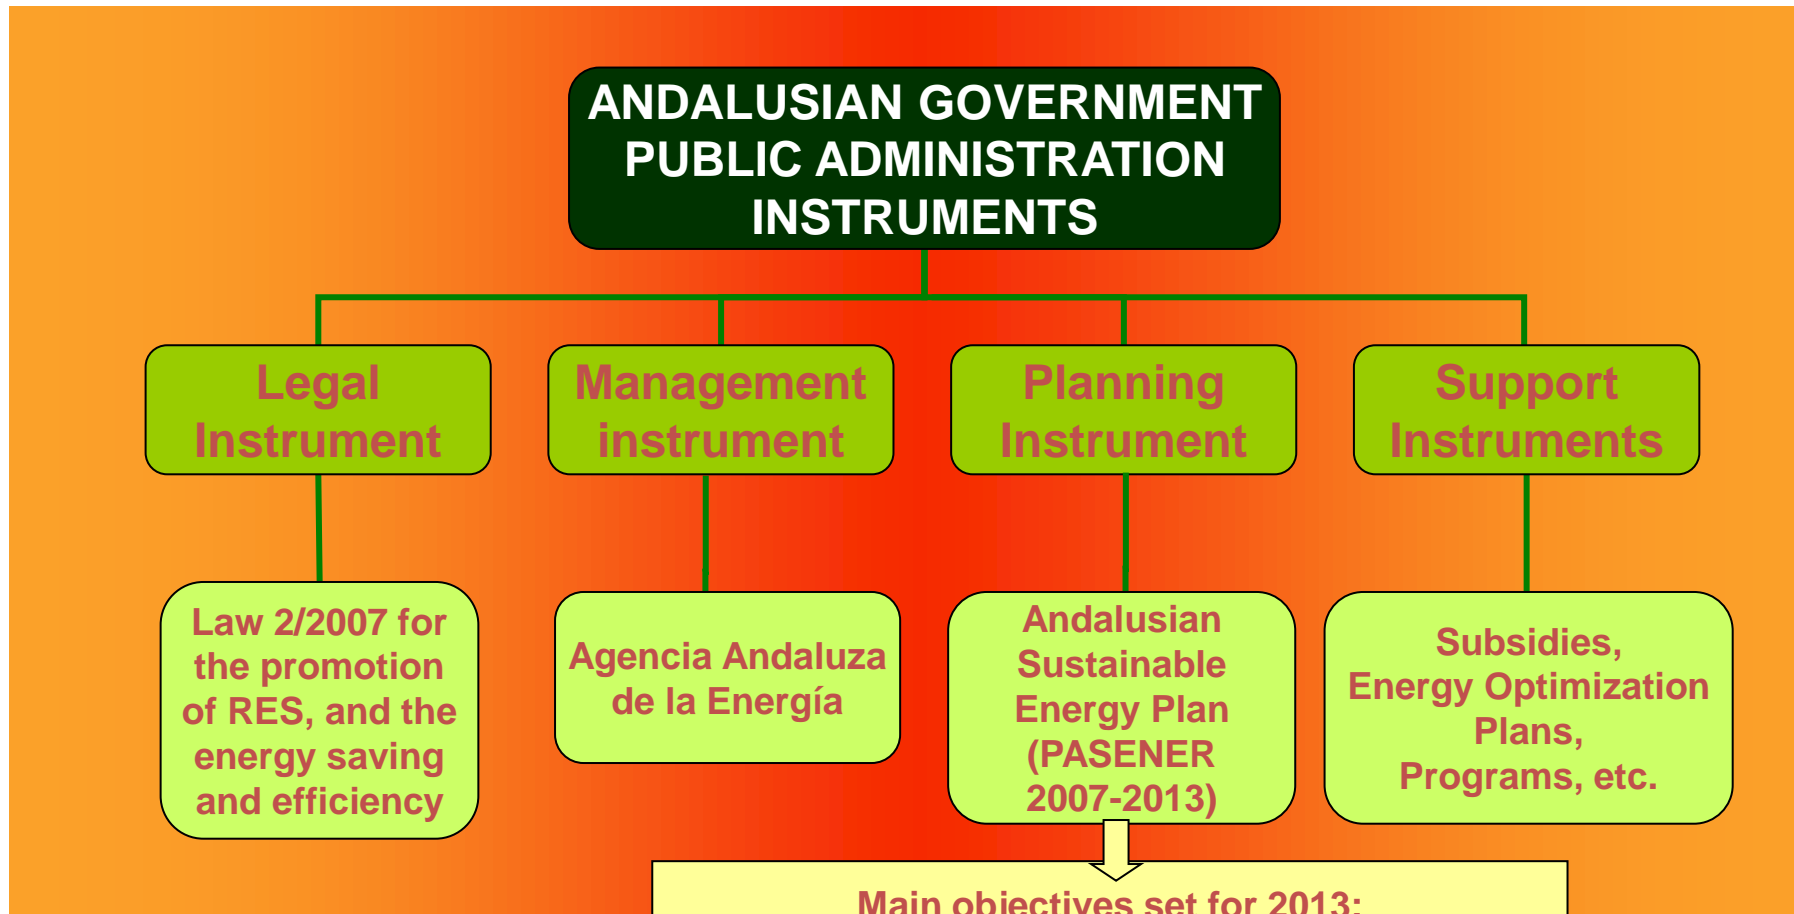 ANDALUSIAN GOVERNMENT
PUBLIC ADMINISTRATION
INSTRUMENTS
Legal
Instrument
Management
instrument
Planning
Instrument
Support
Instruments
Law 2/2007 for
the promotion
of RES, and the
energy saving
and efficiency
Agencia Andaluza
de la Energía
Andalusian
Sustainable
Energy Plan
(PASENER
2007-2013)
Subsidies,
Energy Optimization
Plans,
Programs, etc.
Main objectives set for 2013: